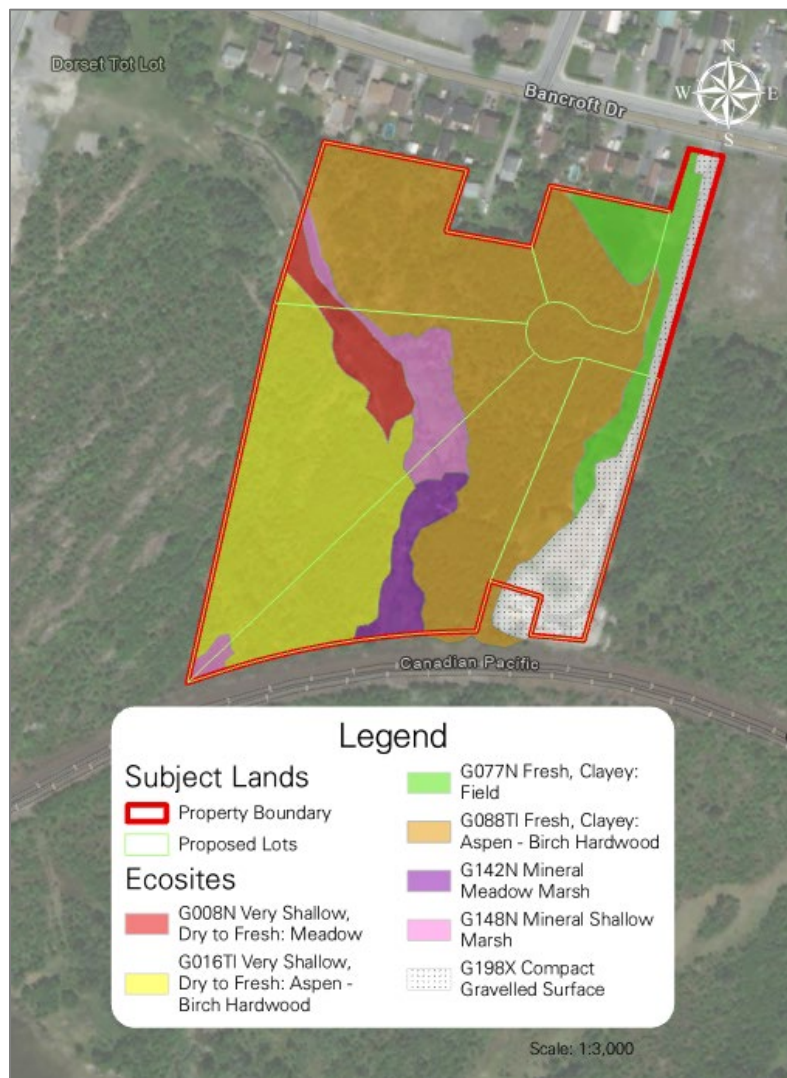 Dorset Tot Lot
Bancroft Dr
N
W E
S
Canadian Pacific
Legend
Subject Lands
Property Boundary
Proposed Lots
Ecosites
G008N Very Shallow,
Dry to Fresh: Meadow
G016Tl Very Shallow,
Dry to Fresh: Aspen -
Birch Hardwood
G077N Fresh, Clayey:
Field
G088Tl Fresh, Clayey:
Aspen - Birch Hardwood
G142N Mineral
Meadow Marsh
G148N Mineral Shallow
Marsh
G198X Compact
Gravelled Surface
Scale: 1:3,000